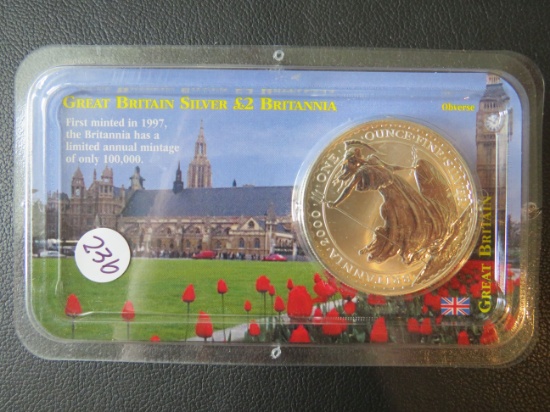 GREAT BRITAIN SILVER £2 BRITANNIA
Obverse
First minted in 1997,
the Britannia has a
limited annual mintage
of only 100,000.
BRITANNIA 2000 ONE OUNCE FINE
236
GREAT BRITAIN